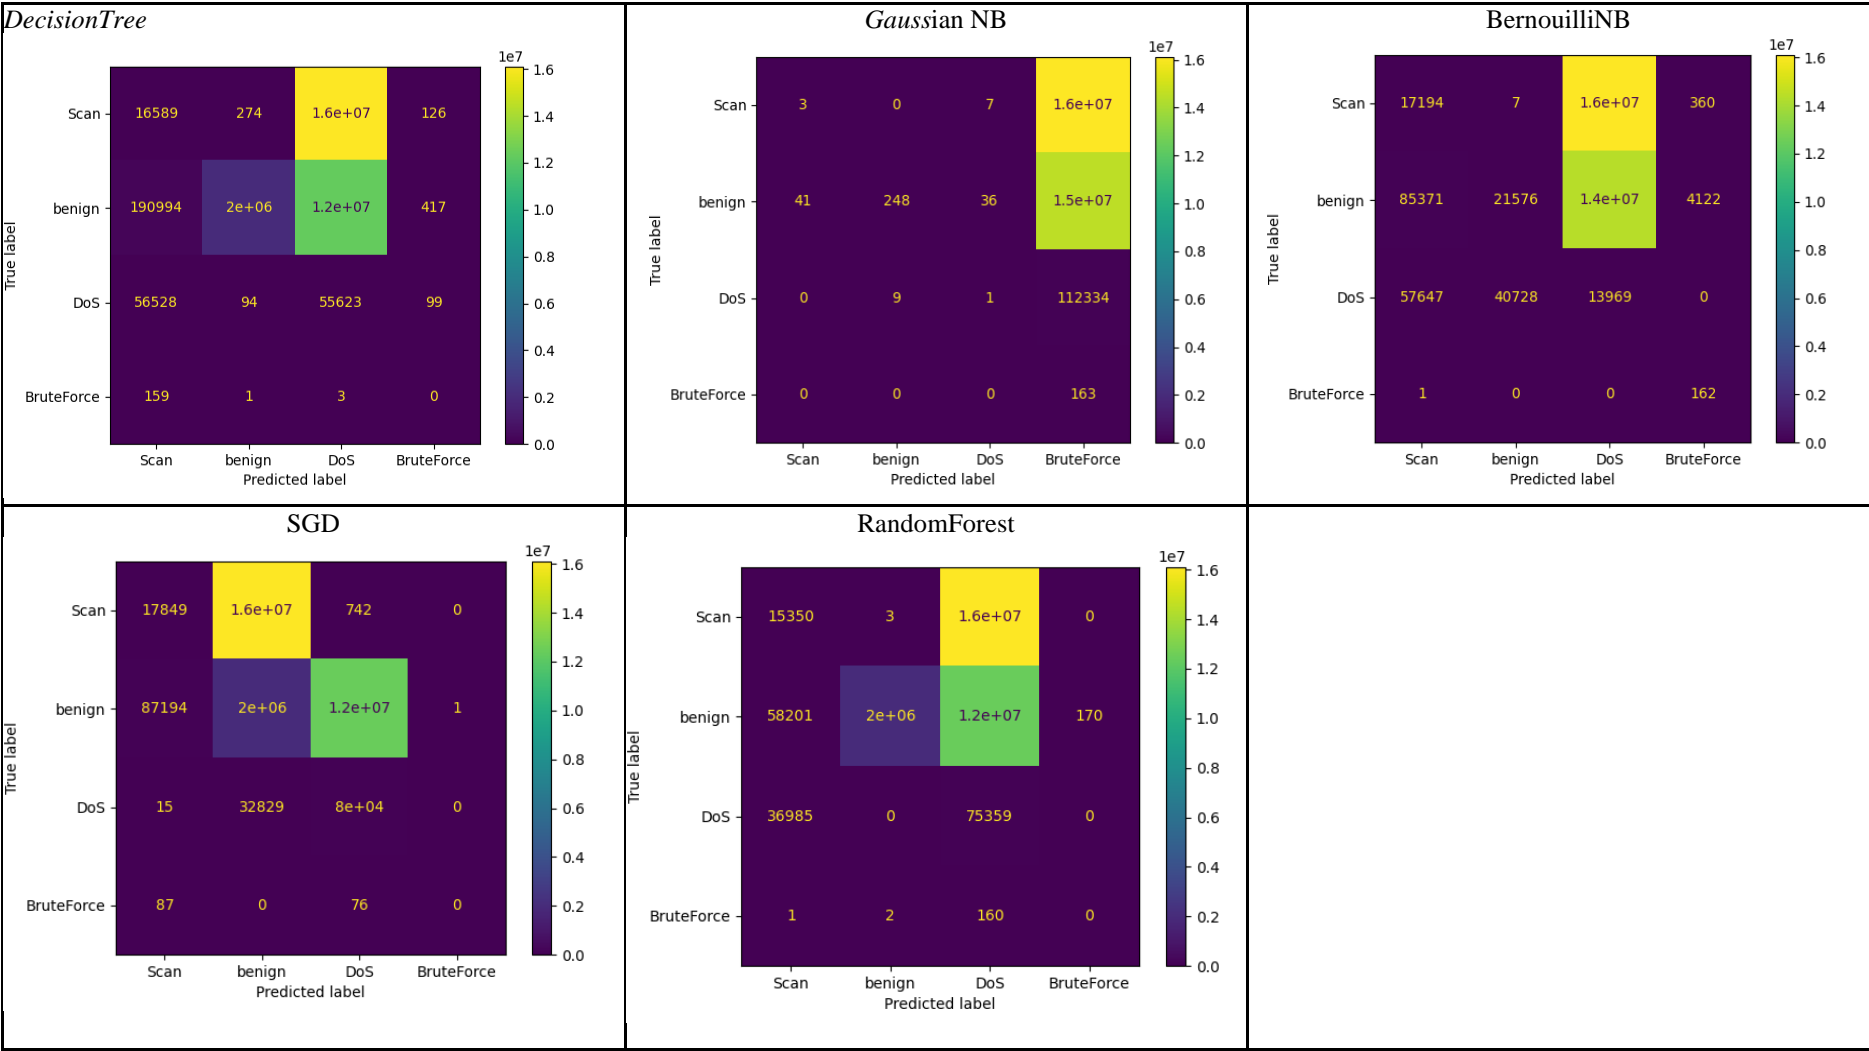 DecisionTree
1e7
Scan 16589 274 1.6e+07 126
benign 190994 2e+06 1.2e+07 417
DoS 56528 94 55623 99
BruteForce 159 1 3 0
Scan benign DoS BruteForce
Predicted label
True label
1.6
1.4
1.2
1.0
0.8
0.6
0.4
0.2
0.0
Gaussian NB
1e7
Scan 3 0 7 1.6e+07
benign 41 248 36 1.5e+07
DoS 0 9 1 112334
BruteForce 0 0 0 163
Scan benign DoS BruteForce
Predicted label
True label
1.6
1.4
1.2
1.0
0.8
0.6
0.4
0.2
0.0
BernouilliNB
1e7
Scan 17194 7 1.6e+07 360
benign 85371 21576 1.4e+07 4122
DoS 57647 40728 13969 0
BruteForce 1 0 0 162
Scan benign DoS BruteForce
Predicted label
True label
1.6
1.4
1.2
1.0
0.8
0.6
0.4
0.2
0.0
SGD
1e7
Scan 17849 1.6e+07 742 0
benign 87194 2e+06 1.2e+07 1
DoS 15 32829 8e+04 0
BruteForce 87 0 76 0
Scan benign DoS BruteForce
Predicted label
True label
1.6
1.4
1.2
1.0
0.8
0.6
0.4
0.2
0.0
RandomForest
1e7
Scan 15350 3 1.6e+07 0
benign 58201 2e+06 1.2e+07 170
DoS 36985 0 75359 0
BruteForce 1 2 160 0
Scan benign DoS BruteForce
Predicted label
True label
1.6
1.4
1.2
1.0
0.8
0.6
0.4
0.2
0.0